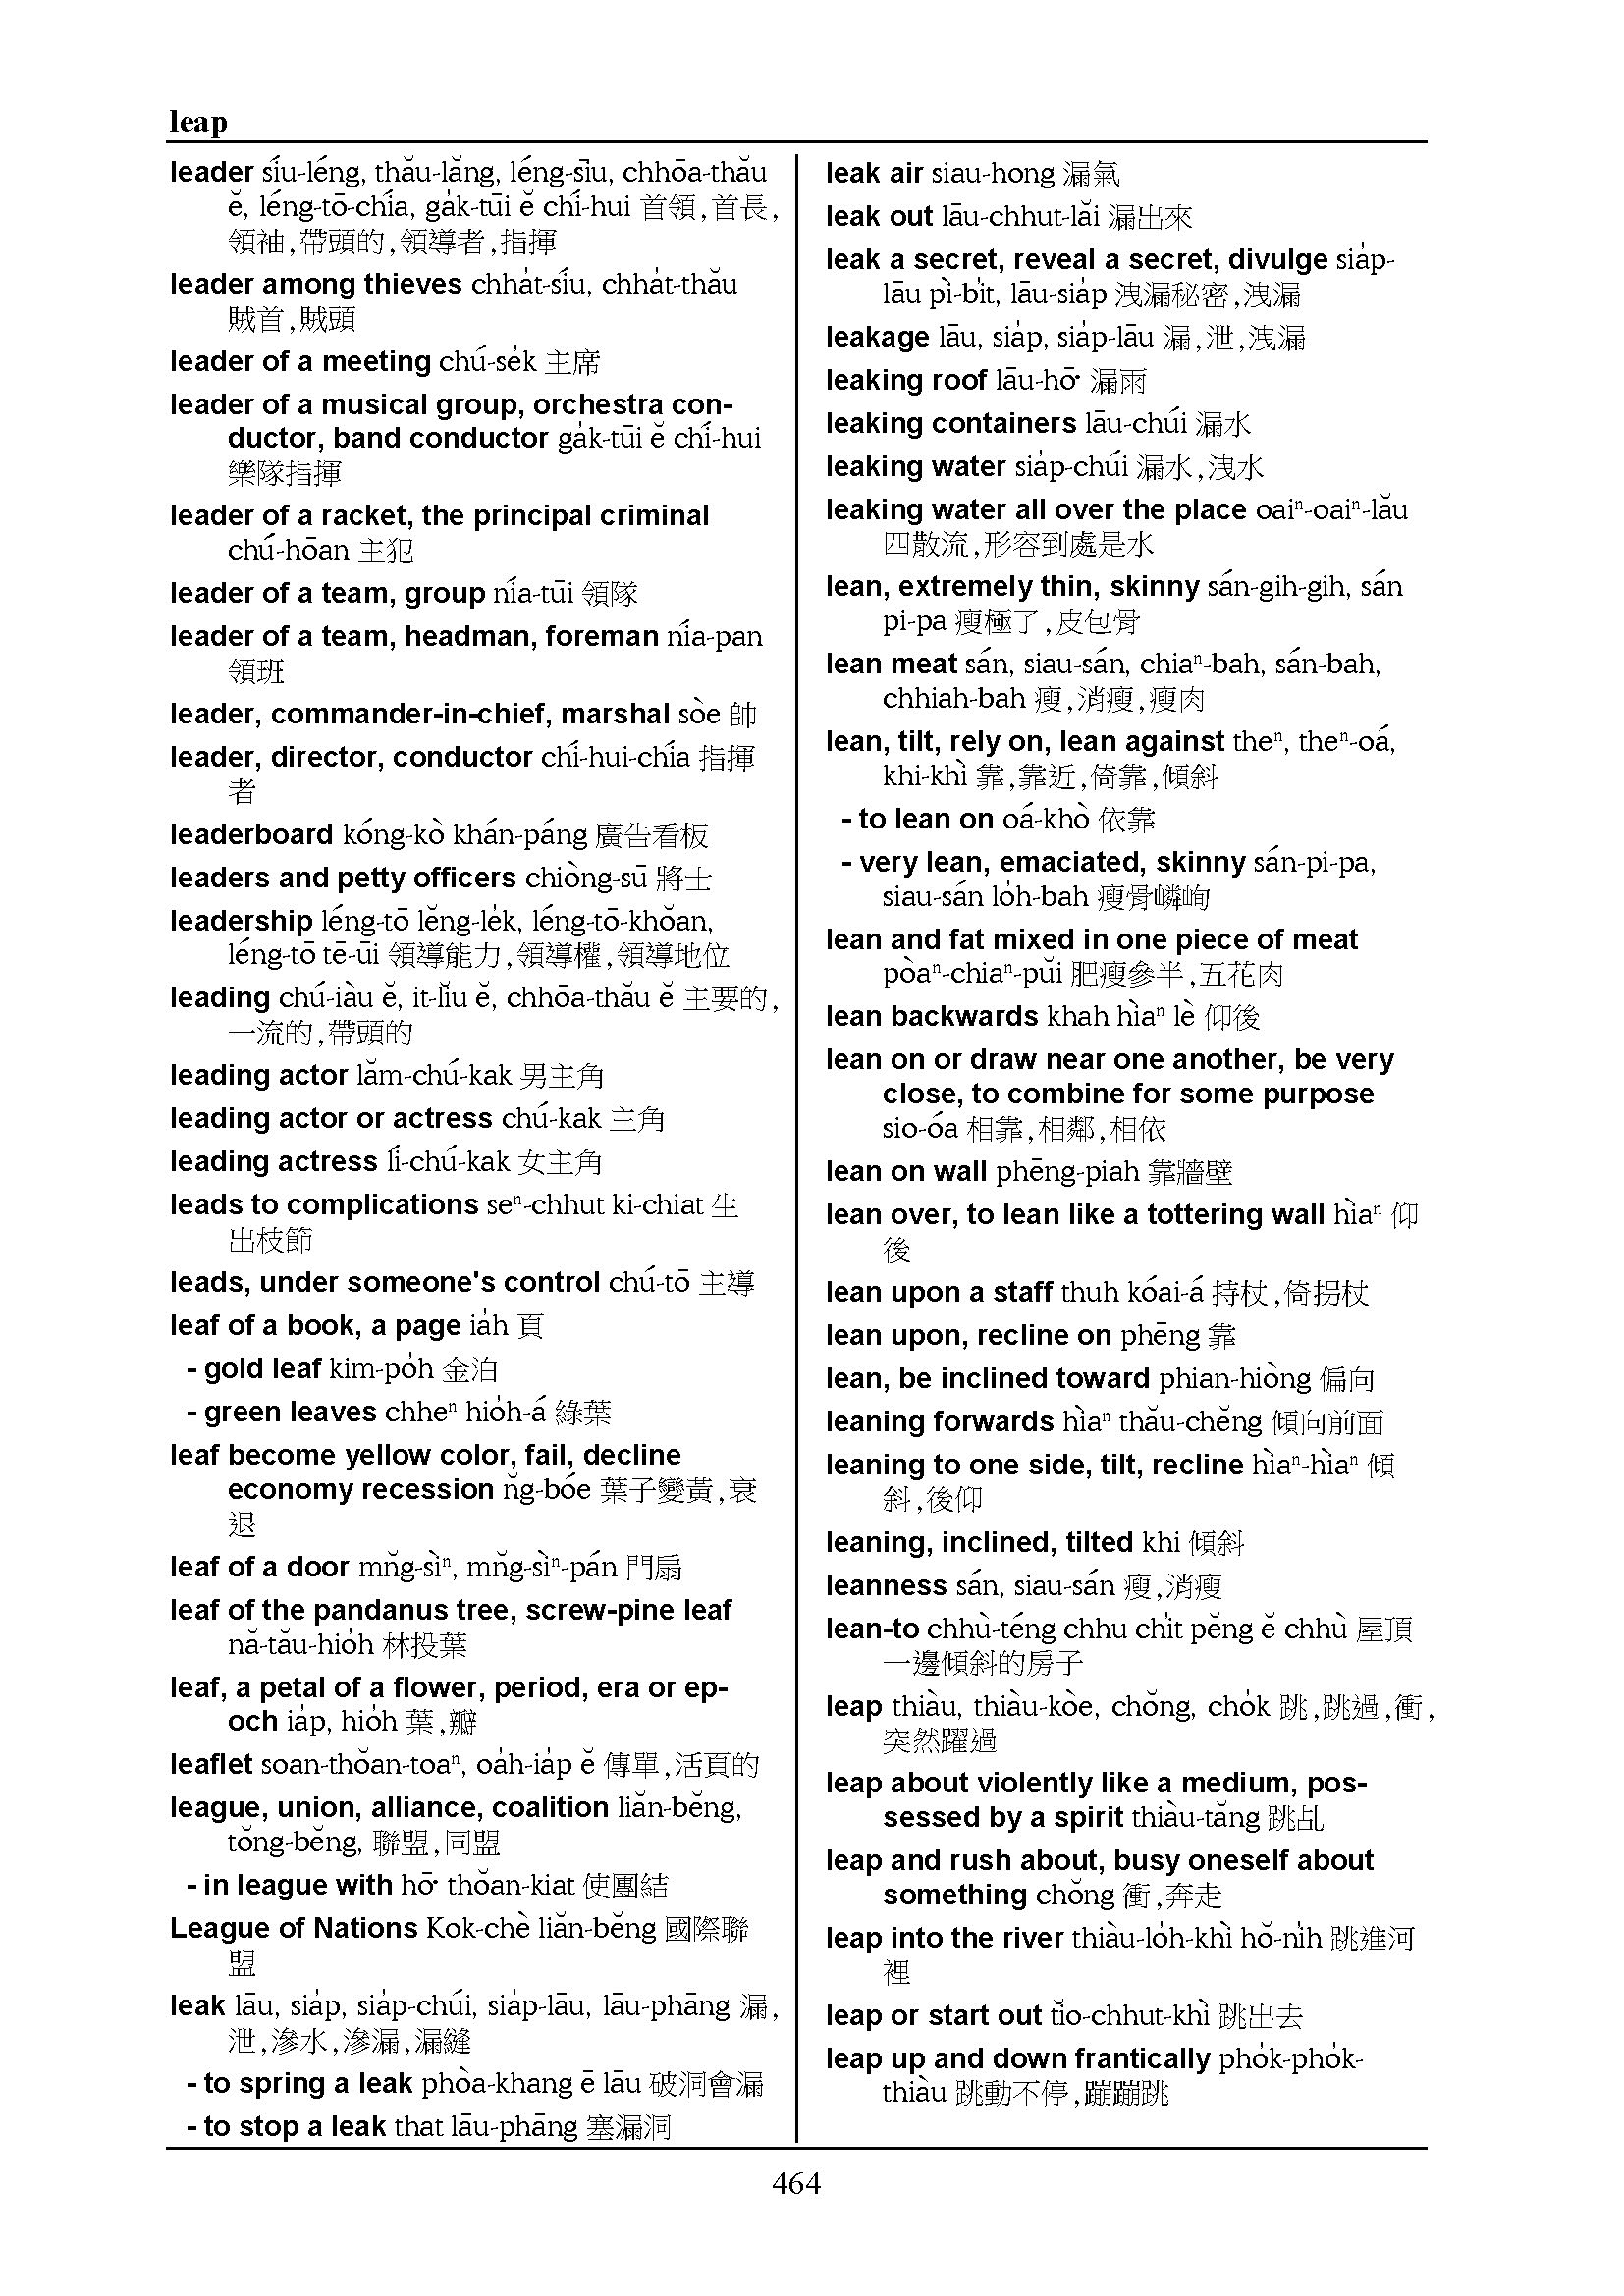 leap
leader síu-léng, thău-lăng, léng-sīu, chhōa-thău
ĕ, léng-tō-chía, ga̍k-tūi ĕ chí-hui 首領,首長,
領袖,帶頭的,領導者,指揮
leader among thieves chha̍t-síu, chha̍t-thău
賊首,賊頭
leader of a meeting chú-se̍k 主席
leader of a musical group, orchestra con-
ductor, band conductor ga̍k-tūi ĕ chí-hui
樂隊指揮
leader of a racket, the principal criminal
chú-hōan 主犯
leader of a team, group nía-tūi 領隊
leader of a team, headman, foreman nía-pan
領班
leader, commander-in-chief, marshal sòe 帥
leader, director, conductor chí-hui-chía 指揮
者
leaderboard kóng-kò khán-páng 廣告看板
leaders and petty officers chiòng-sū 將士
leadership léng-tō lĕng-le̍k, léng-tō-khŏan,
léng-tō tē-ūi 領導能力,領導權,領導地位
leading chú-iàu ĕ, it-lĭu ĕ, chhōa-thău ĕ 主要的,
一流的,帶頭的
leading actor lăm-chú-kak 男主角
leading actor or actress chú-kak 主角
leading actress lí-chú-kak 女主角
leads to complications seⁿ-chhut ki-chiat 生
出枝節
leads, under someone's control chú-tō 主導
leaf of a book, a page ia̍h 頁
- gold leaf kim-po̍h 金泊
- green leaves chheⁿ hio̍h-á 綠葉
leaf become yellow color, fail, decline
economy recession n̆g-bóe 葉子變黃,衰
退
leaf of a door mn̆g-sìⁿ, mn̆g-sìⁿ-pán 門扇
leaf of the pandanus tree, screw-pine leaf
nă-tău-hio̍h 林投葉
leaf, a petal of a flower, period, era or ep-
och ia̍p, hio̍h 葉,瓣
leaflet soan-thŏan-toaⁿ, oa̍h-ia̍p ĕ 傳單,活頁的
league, union, alliance, coalition liăn-bĕng,
tŏng-bĕng, 聯盟,同盟
- in league with hō͘ thŏan-kiat 使團結
League of Nations Kok-chè liăn-bĕng 國際聯
盟
leak lāu, sia̍p, sia̍p-chúi, sia̍p-lāu, lāu-phāng 漏,
泄,滲水,滲漏,漏縫
- to spring a leak phòa-khang ē lāu 破洞會漏
- to stop a leak that lāu-phāng 塞漏洞
leak air siau-hong 漏氣
leak out lāu-chhut-lăi 漏出來
leak a secret, reveal a secret, divulge sia̍p-
lāu pì-bi̍t, lāu-sia̍p 洩漏秘密,洩漏
leakage lāu, sia̍p, sia̍p-lāu 漏,泄,洩漏
leaking roof lāu-hō͘ 漏雨
leaking containers lāu-chúi 漏水
leaking water sia̍p-chúi 漏水,洩水
leaking water all over the place oaiⁿ-oaiⁿ-lău
四散流,形容到處是水
lean, extremely thin, skinny sán-gih-gih, sán
pi-pa 瘦極了,皮包骨
lean meat sán, siau-sán, chiaⁿ-bah, sán-bah,
chhiah-bah 瘦,消瘦,瘦肉
lean, tilt, rely on, lean against theⁿ, theⁿ-oá,
khi-khì 靠,靠近,倚靠,傾斜
- to lean on oá-khò 依靠
- very lean, emaciated, skinny sán-pi-pa,
siau-sán lo̍h-bah 瘦骨嶙峋
lean and fat mixed in one piece of meat
pòaⁿ-chiaⁿ-pŭi 肥瘦參半,五花肉
lean backwards khah hìaⁿ lè 仰後
lean on or draw near one another, be very
close, to combine for some purpose
sio-óa 相靠,相鄰,相依
lean on wall phēng-piah 靠牆壁
lean over, to lean like a tottering wall hìaⁿ 仰
後
lean upon a staff thuh kóai-á 持杖,倚拐杖
lean upon, recline on phēng 靠
lean, be inclined toward phian-hiòng 偏向
leaning forwards hìaⁿ thău-chĕng 傾向前面
leaning to one side, tilt, recline hìaⁿ-hìaⁿ 傾
斜,後仰
leaning, inclined, tilted khi 傾斜
leanness sán, siau-sán 瘦,消瘦
lean-to chhù-téng chhu chi̍t pĕng ĕ chhù 屋頂
一邊傾斜的房子
leap thiàu, thiàu-kòe, chŏng, cho̍k 跳,跳過,衝,
突然躍過
leap about violently like a medium, pos-
sessed by a spirit thiàu-tăng 跳乩
leap and rush about, busy oneself about
something chŏng 衝,奔走
leap into the river thiàu-lo̍h-khì hŏ-ni̍h 跳進河
裡
leap or start out tĭo-chhut-khì 跳出去
leap up and down frantically pho̍k-pho̍k-
thiàu 跳動不停,蹦蹦跳
464